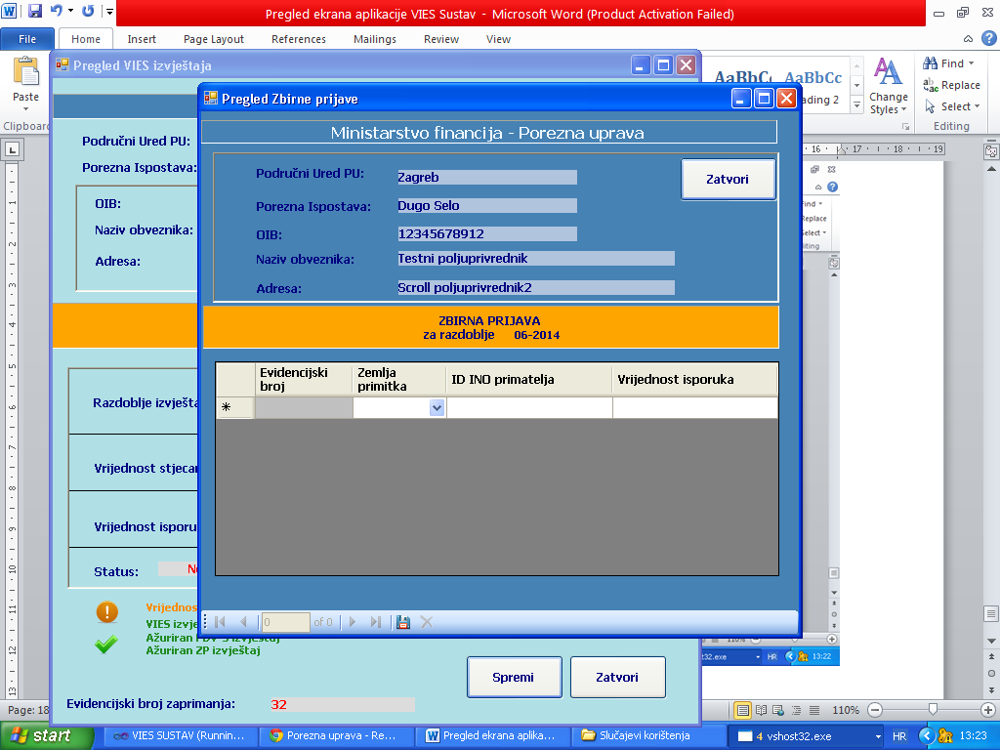 Pregled ekrana aplikacije VIES Sustav - Microsoft Word (Product Activation Failed)
File
Home
Insert
Page Layout
References
Mailings
Review
View
Paste
Clipboard
AaBbC
AaBbCc
ading 2
Change
Styles
Find
Replace
Select
Editing
Pregled VIES izvještaja
Područni Ured PU:
Porezna Ispostava:
OIB:
Naziv obveznika:
Adresa:
Razdoblje izvješta
Vrijednost stjecan
Vrijednost isporu
Status:
Vrijednos
VIES izvje
Ažuriran PDV-S izvještaj
Ažuriran ZP izvještaj
Evidencijski broj zaprimanja: 32
Spremi
Zatvori
Pregled Zbirne prijave
Ministarstvo financija - Porezna uprava
Područni Ured PU: Zagreb
Porezna Ispostava: Dugo Selo
OIB: 12345678912
Naziv obveznika: Testni poljuprivrednik
Adresa: Scroll poljuprivrednik2
Zatvori
ZBIRNA PRIJAVA
za razdoblje 06-2014
Evidencijski broj
Zemlja primitka
ID INO primatelja
Vrijednost isporuka
*
0 of 0
16 17 18 19
Find
eplace
elect
iting
110%
32.exe
HR
13:22
Page: 18
110%
start
VIES SUSTAV (Runnin...
Porezna uprava - Re...
Pregled ekrana aplika...
Slučajevi korištenja
4 vshost32.exe
HR
13:23